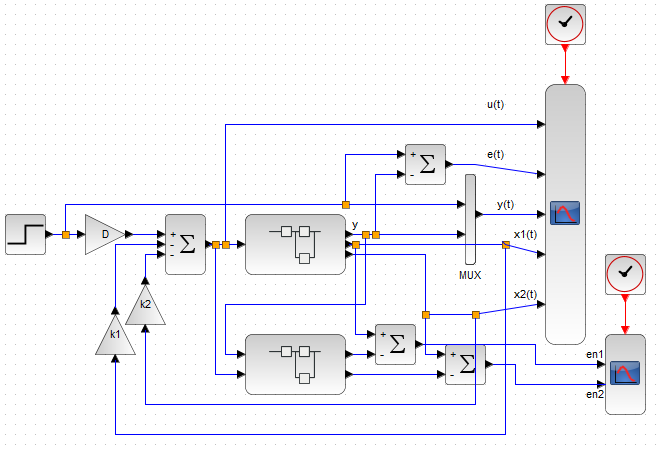 u(t)
+
-
Σ
e(t)
y(t)
D
+
-
-
Σ
y
x1(t)
MUX
k2
x2(t)
k1
+
-
Σ
+
-
Σ
en1
en2